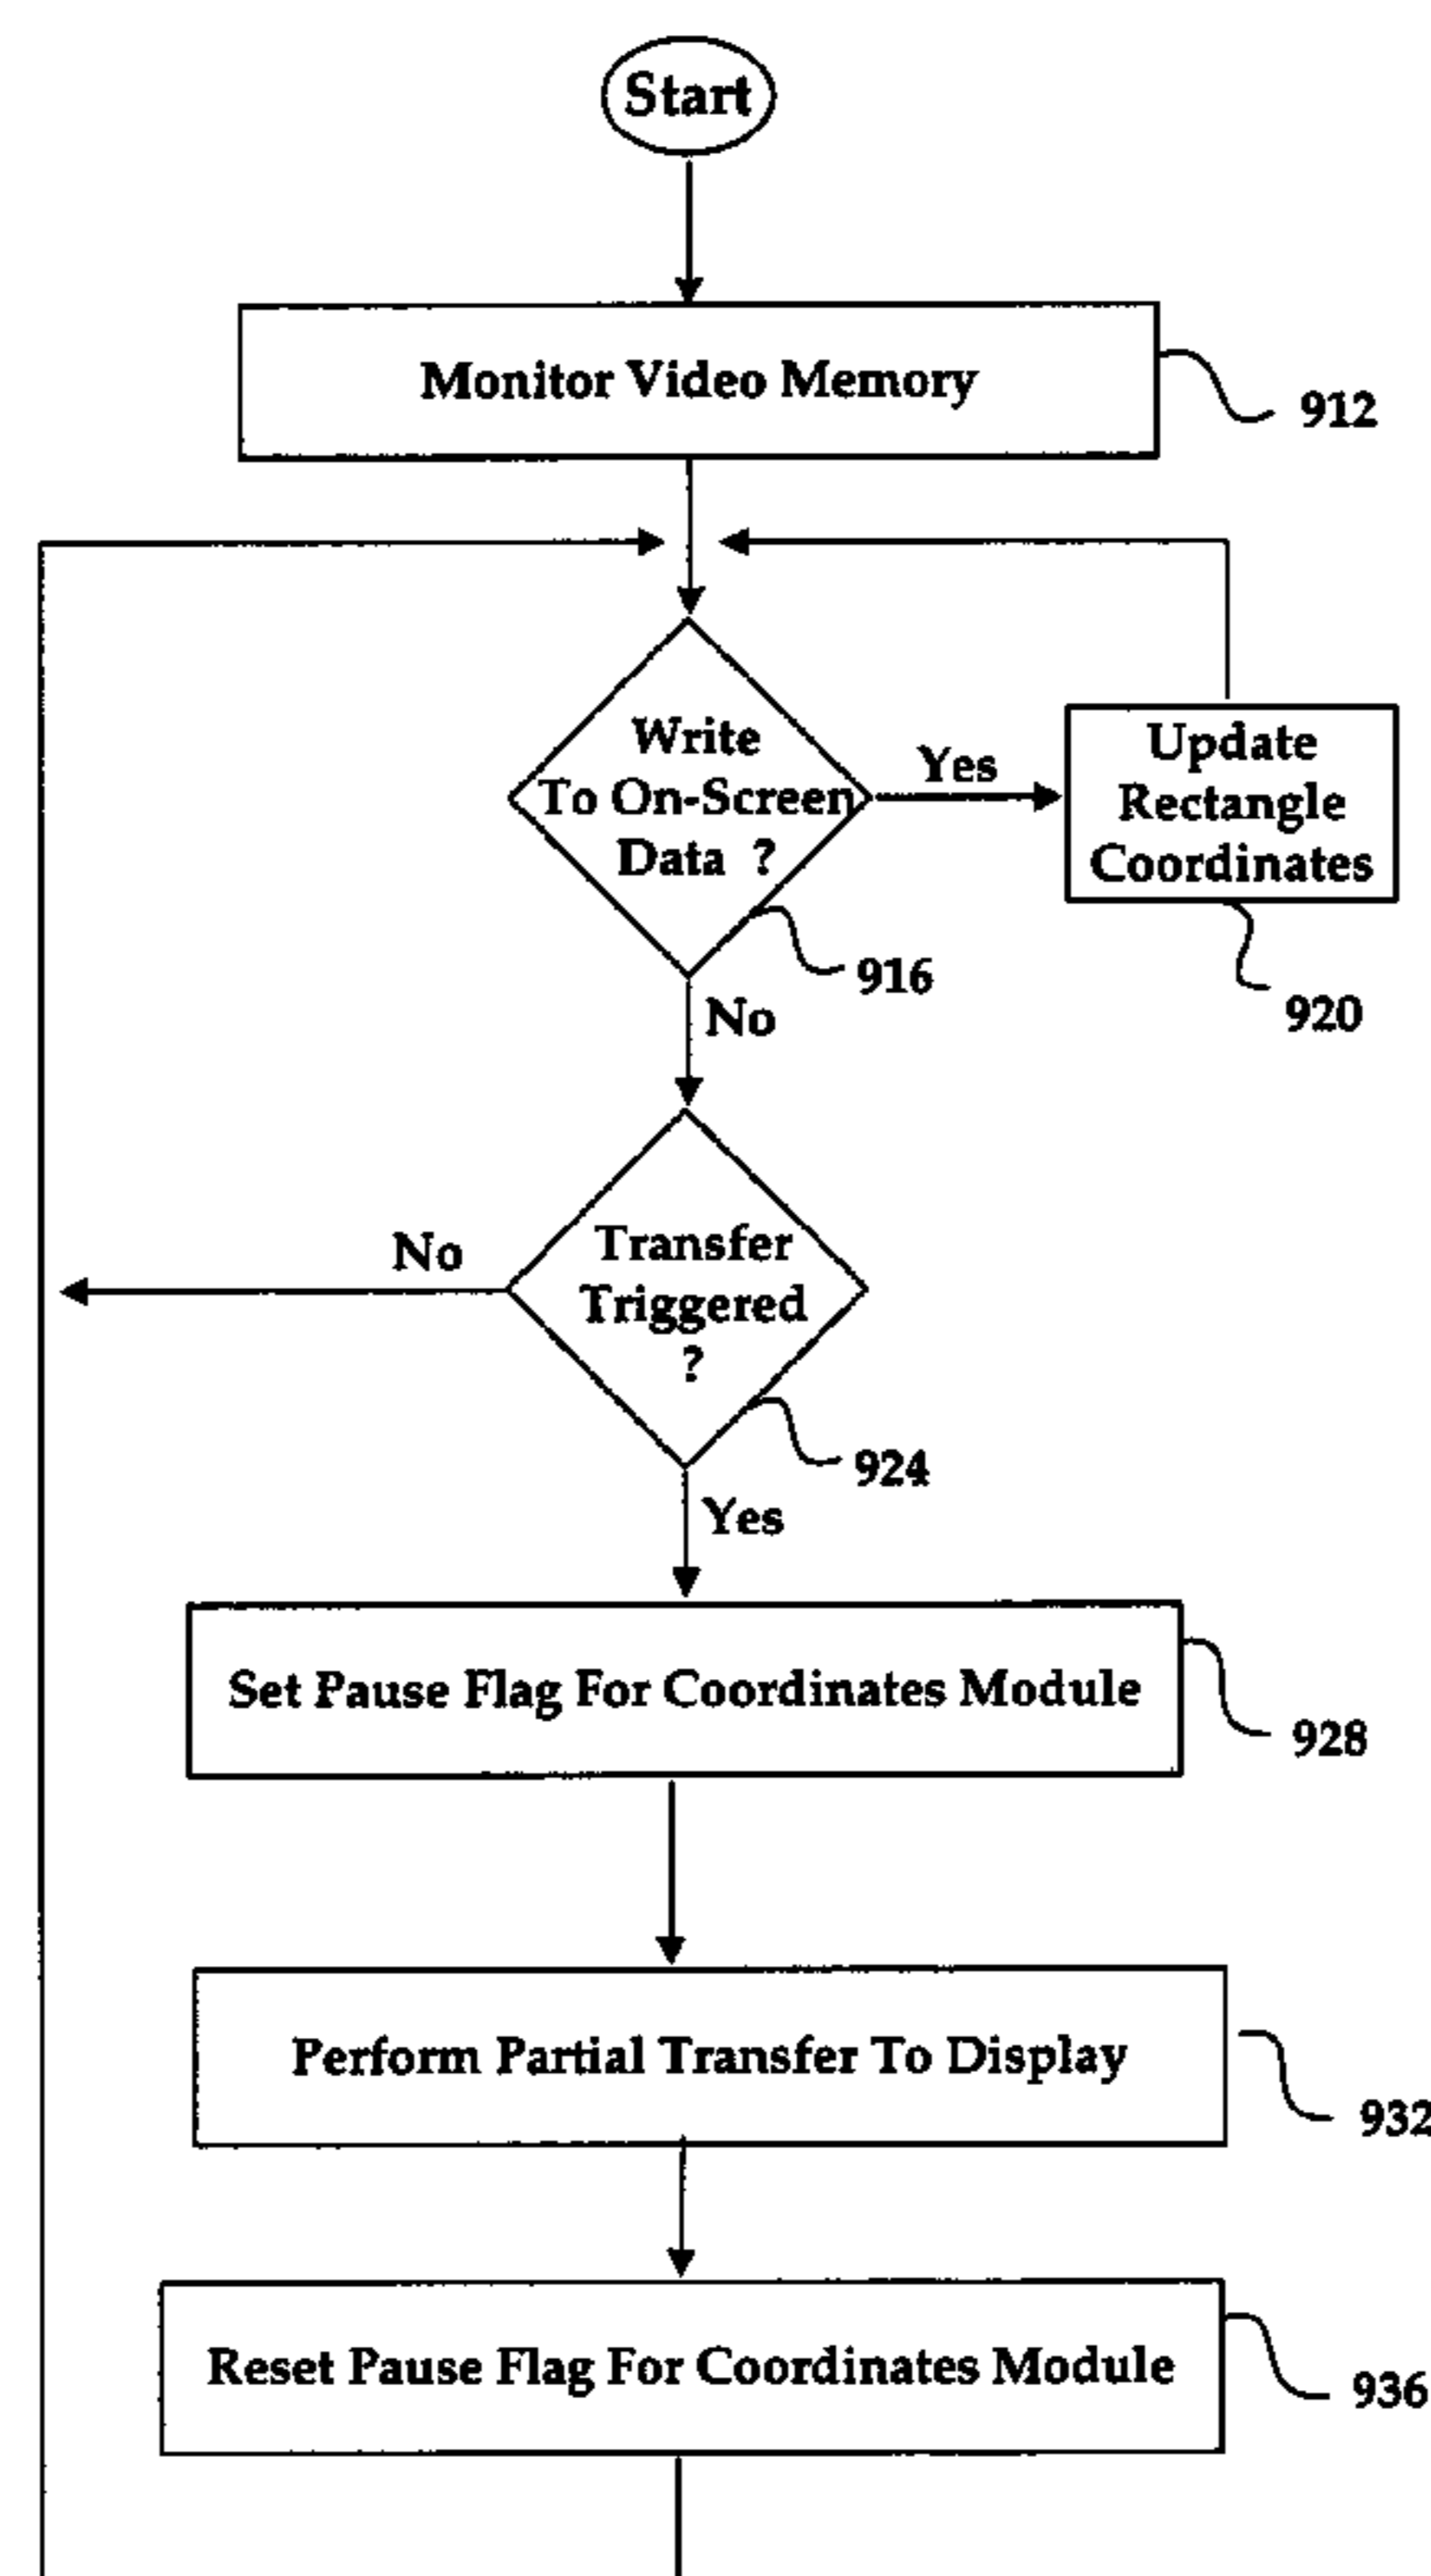 Start
Monitor Video Memory
912
Write
To On-Screen
Data ?
Yes
Update
Rectangle
Coordinates
916
920
No
Transfer
Triggered
?
No
924
Yes
Set Pause Flag For Coordinates Module
928
Perform Partial Transfer To Display
932
Reset Pause Flag For Coordinates Module
936